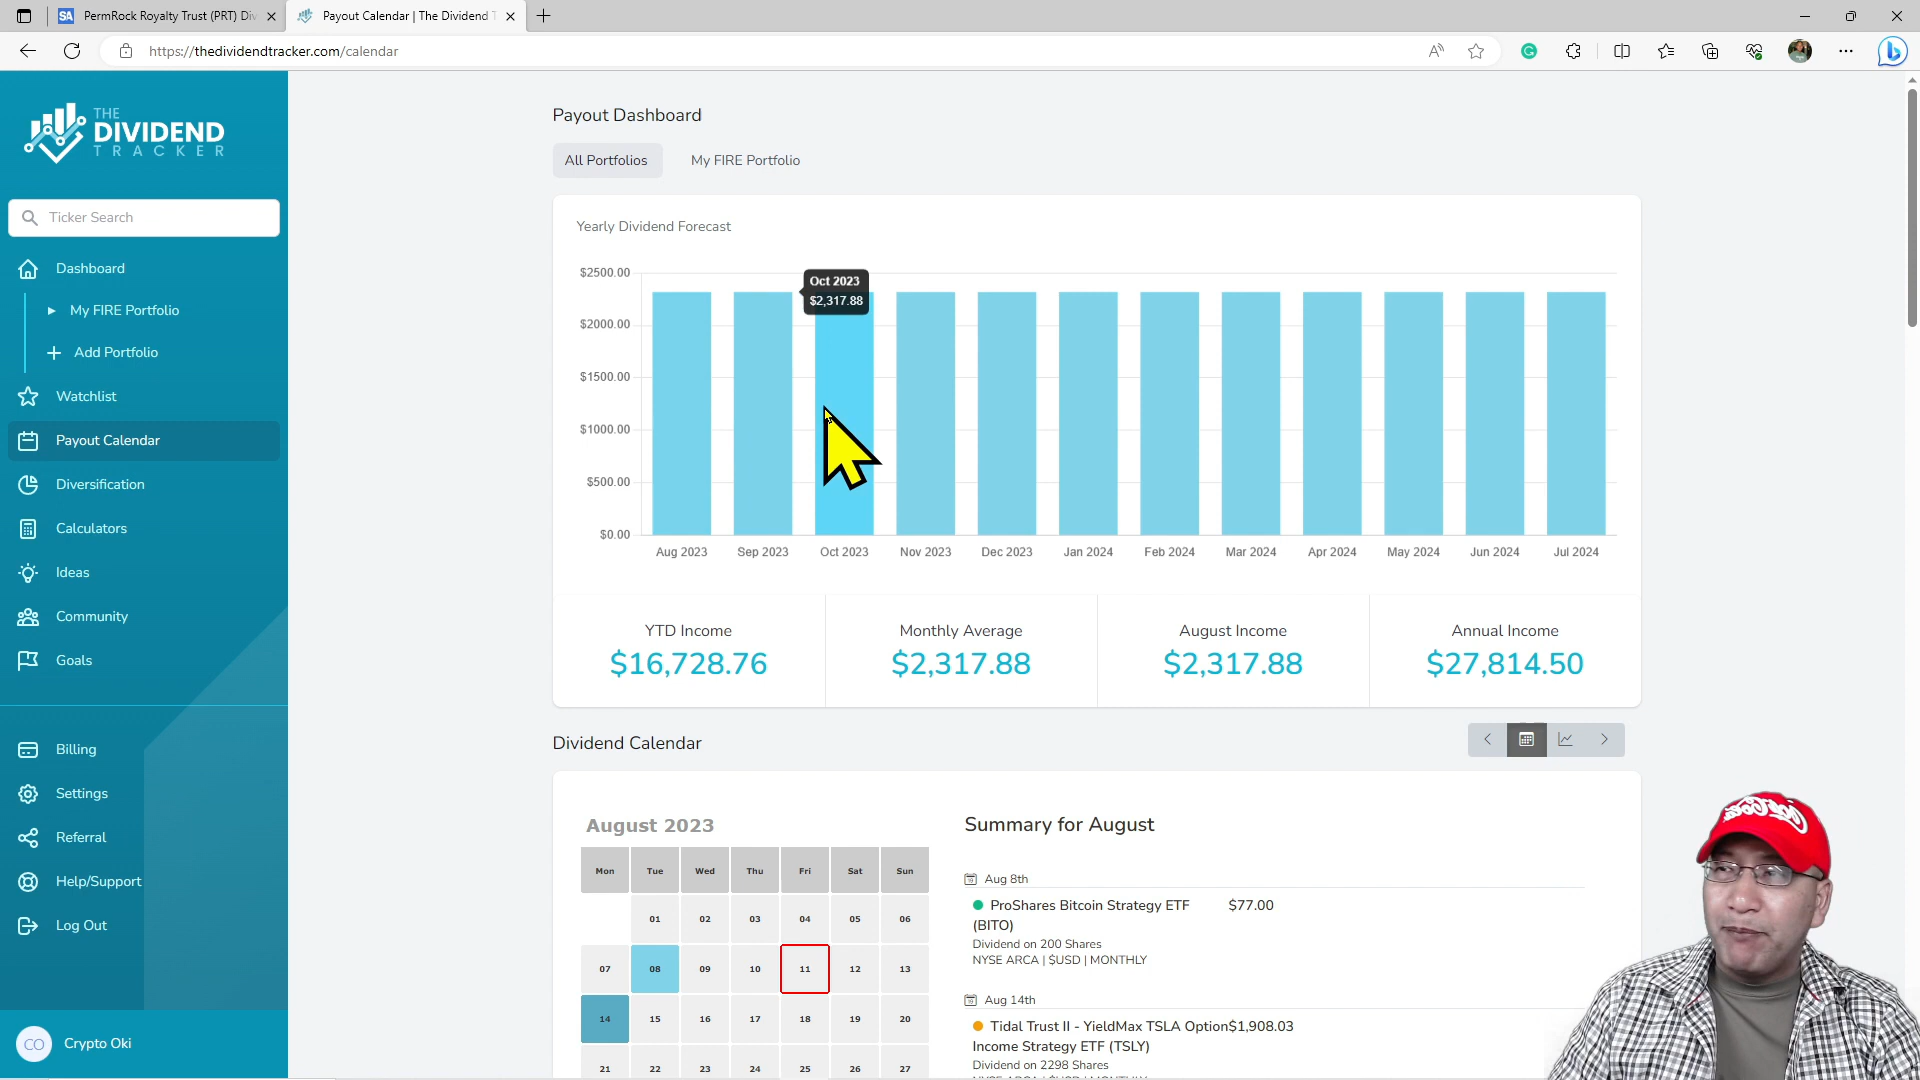 PermRock Royalty Trust (PRT) Div
Payout Calendar | The Dividend T
https://thedividendtracker.com/calendar
THE
DIVIDEND
TRACKER
Ticker Search
Dashboard
My FIRE Portfolio
Add Portfolio
Watchlist
Payout Calendar
Diversification
Calculators
Ideas
Community
Goals
Billing
Settings
Referral
Help/Support
Log Out
CO Crypto Oki
Payout Dashboard
All Portfolios My FIRE Portfolio
Yearly Dividend Forecast
$2500.00
$2000.00
$1500.00
$1000.00
$500.00
$0.00
Oct 2023
$2,317.88
Aug 2023 Sep 2023 Oct 2023 Nov 2023 Dec 2023 Jan 2024 Feb 2024 Mar 2024 Apr 2024 May 2024 Jun 2024 Jul 2024
YTD Income
$16,728.76
Monthly Average
$2,317.88
August Income
$2,317.88
Annual Income
$27,814.50
Dividend Calendar
August 2023
Mon Tue Wed Thu Fri Sat Sun
01 02 03 04 05 06
07 08 09 10 11 12 13
14 15 16 17 18 19 20
21 22 23 24 25 26 27
Summary for August
Aug 8th
ProShares Bitcoin Strategy ETF $77.00
(BITO)
Dividend on 200 Shares
NYSE ARCA | $USD | MONTHLY
Aug 14th
Tidal Trust II - YieldMax TSLA Option$1,908.03
Income Strategy ETF (TSLY)
Dividend on 2298 Shares